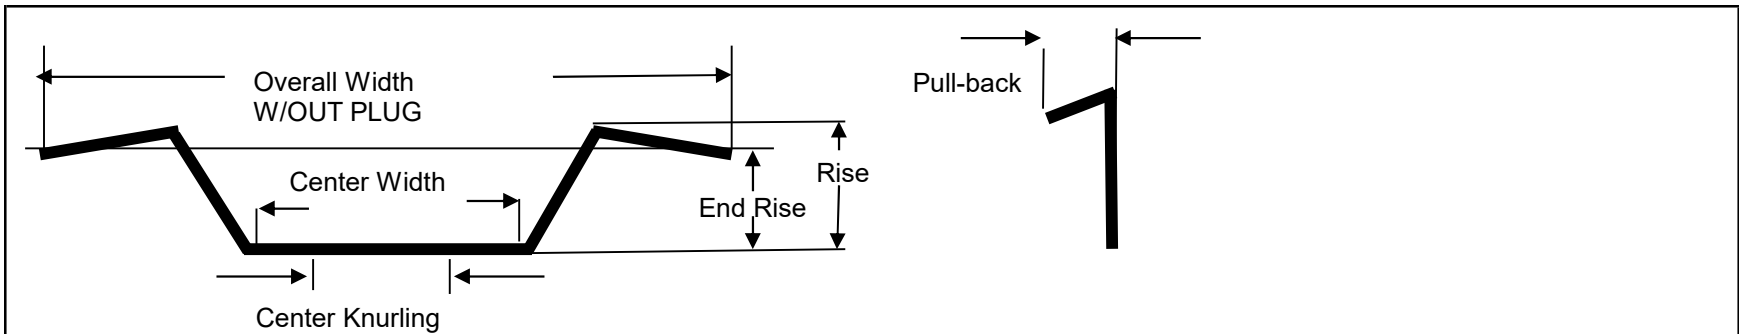 Overall Width
W/OUT PLUG
Pull-back
Center Width
Rise
End Rise
Center Knurling